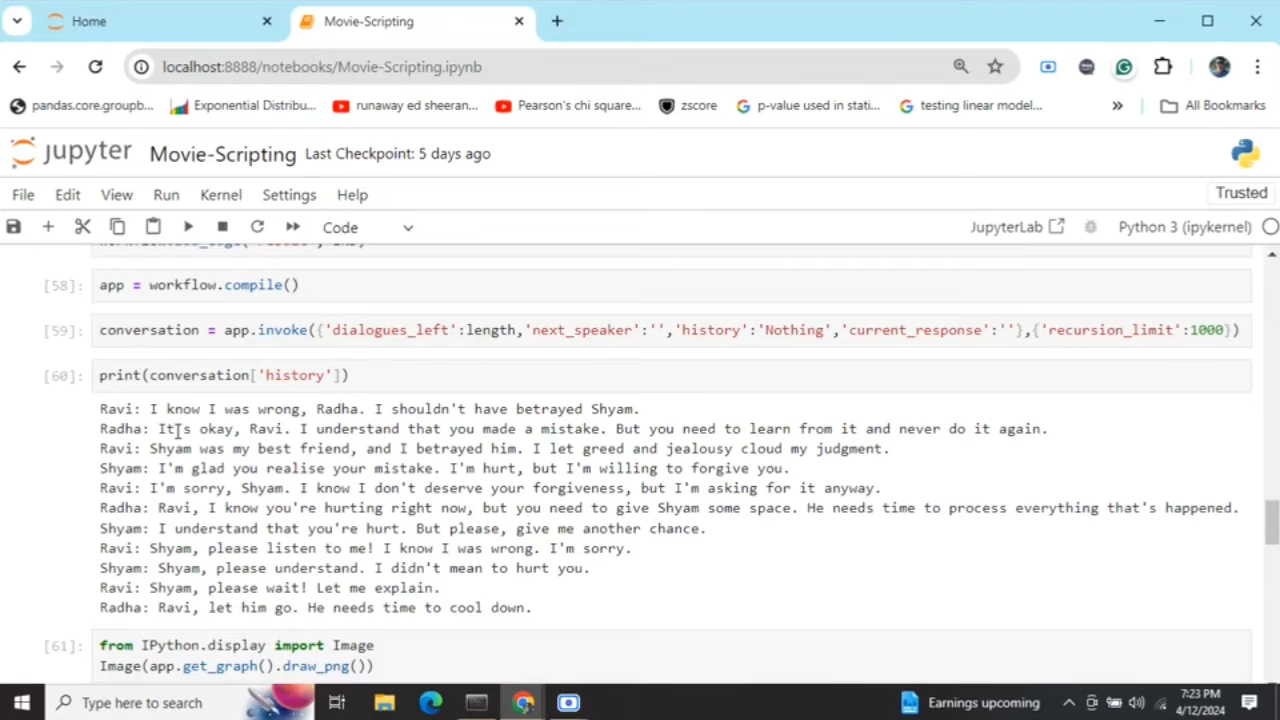 Home
Movie-Scripting
localhost:8888/notebooks/Movie-Scripting.ipynb
pandas.core.groupb...
Exponential Distribu...
runaway ed sheeran...
Pearson's chi square...
zscore
p-value used in stati...
testing linear model...
»
All Bookmarks
jupyter
Movie-Scripting Last Checkpoint: 5 days ago
File Edit View Run Kernel Settings Help
Trusted
Code
JupyterLab
Python 3 (ipykernel)
[58]: app = workflow.compile()
[59]: conversation = app.invoke({'dialogues_left':length,'next_speaker':'','history':'Nothing','current_response':''},{'recursion_limit':1000})
[60]: print(conversation['history'])
Ravi: I know I was wrong, Radha. I shouldn't have betrayed Shyam.
Radha: It's okay, Ravi. I understand that you made a mistake. But you need to learn from it and never do it again.
Ravi: Shyam was my best friend, and I betrayed him. I let greed and jealousy cloud my judgment.
Shyam: I'm glad you realise your mistake. I'm hurt, but I'm willing to forgive you.
Ravi: I'm sorry, Shyam. I know I don't deserve your forgiveness, but I'm asking for it anyway.
Radha: Ravi, I know you're hurting right now, but you need to give Shyam some space. He needs time to process everything that's happened.
Shyam: I understand that you're hurt. But please, give me another chance.
Ravi: Shyam, please listen to me! I know I was wrong. I'm sorry.
Shyam: Shyam, please understand. I didn't mean to hurt you.
Ravi: Shyam, please wait! Let me explain.
Radha: Ravi, let him go. He needs time to cool down.
[61]: from IPython.display import Image
Image(app.get_graph().draw_png())
Type here to search
Earnings upcoming
7:23 PM
4/12/2024